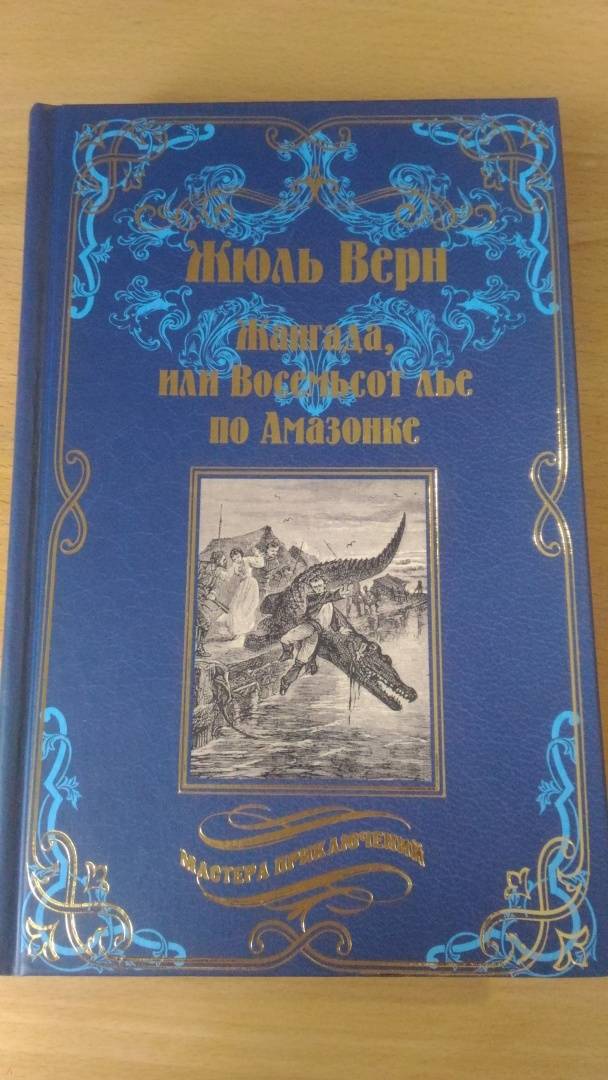 Жюль Верн
Жангада,
или Восемьсот лье
по Амазонке
МАСТЕРА ПРИКЛЮЧЕНИЙ